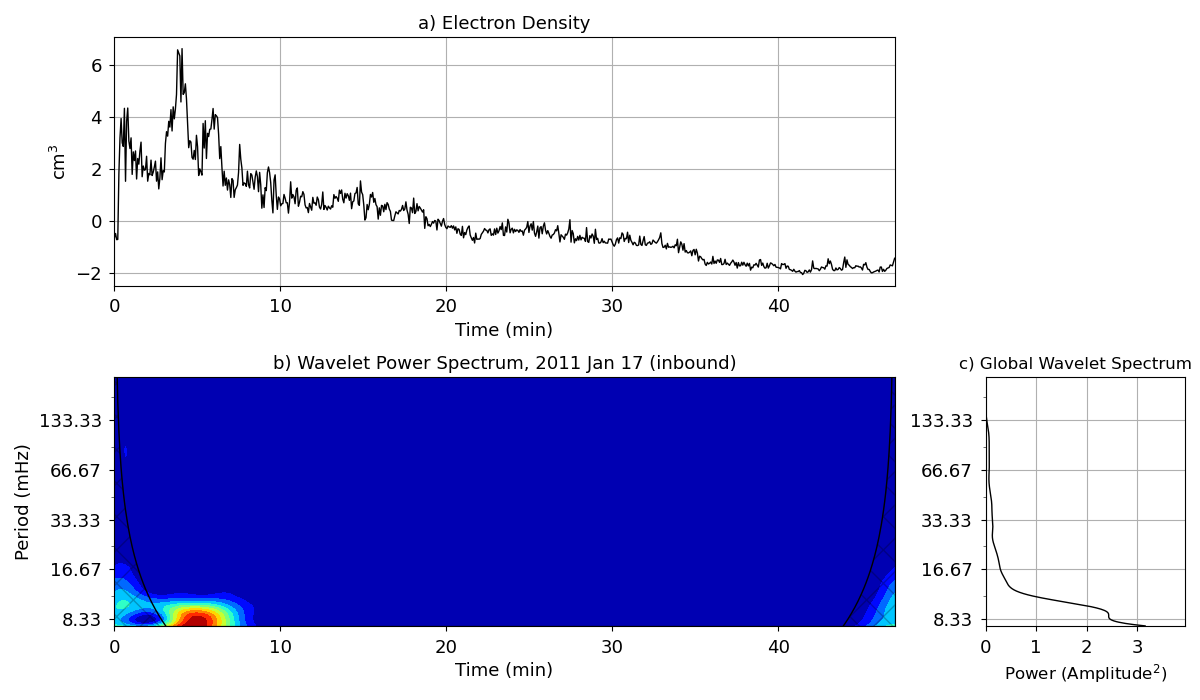 a) Electron Density
cm³
6
4
2
0
−2
0 10 20 30 40
Time (min)
b) Wavelet Power Spectrum, 2011 Jan 17 (inbound)
Period (mHz)
133.33
66.67
33.33
16.67
8.33
0 10 20 30 40
Time (min)
c) Global Wavelet Spectrum
133.33
66.67
33.33
16.67
8.33
0 1 2 3
Power (Amplitude²)